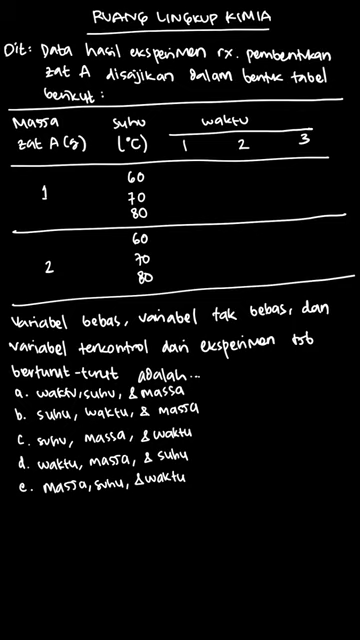 RUANG LINGKUP KIMIA
Dit: Data hasil eksperimen rx. pembentukan
zat A disajikan dalam bentuk tabel
berikut:
Massa suhu waktu
zat A (g) (°C) 1 2 3
60
1 70
80
60
2 70
80
Variabel bebas, variabel tak bebas, dan
variabel terkontrol dari eksperimen tsb
berturut-turut adalah...
a. waktu, suhu, & massa
b. suhu, waktu, & massa
c. suhu, massa, & waktu
d. waktu, massa, & suhu
e. massa, suhu, & waktu